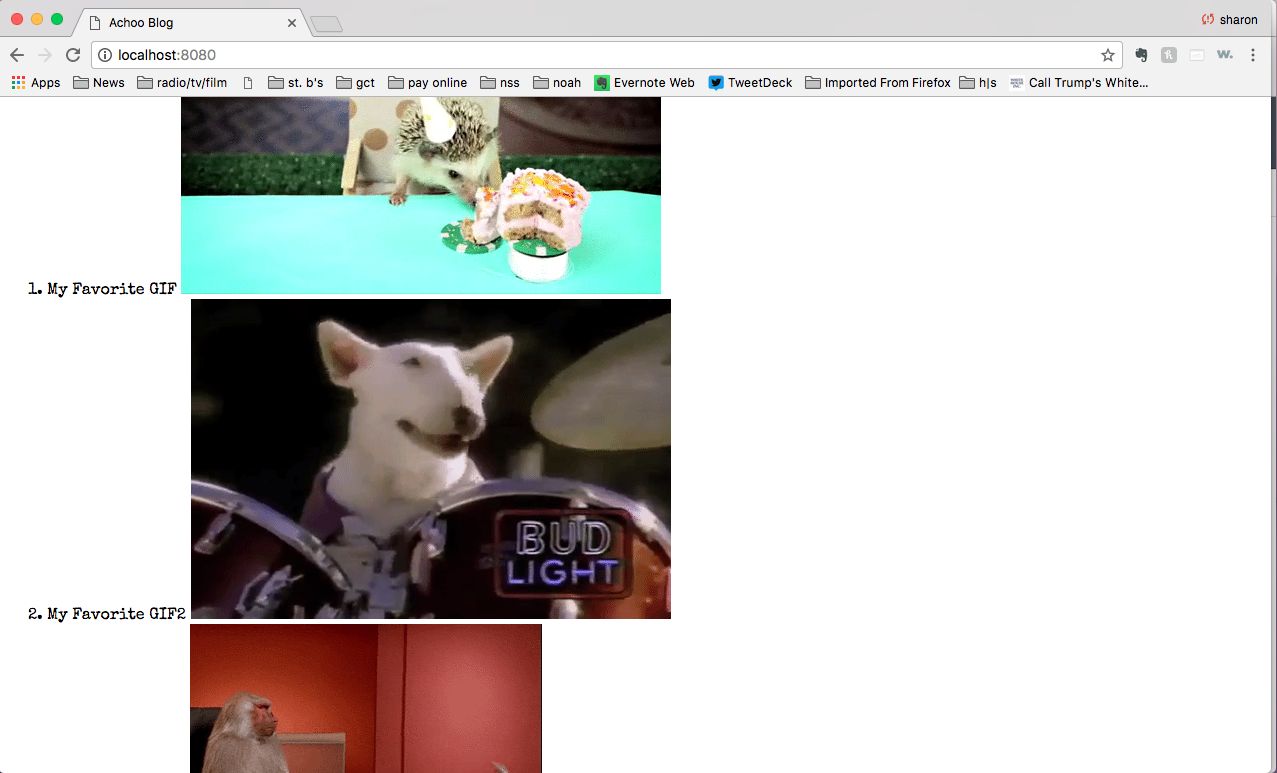 Achoo Blog
sharon
localhost:8080
Apps News radio/tv/film st. b's gct pay online nss noah Evernote Web TweetDeck Imported From Firefox h|s Call Trump's White...
1. My Favorite GIF
BUD
LIGHT
2. My Favorite GIF2